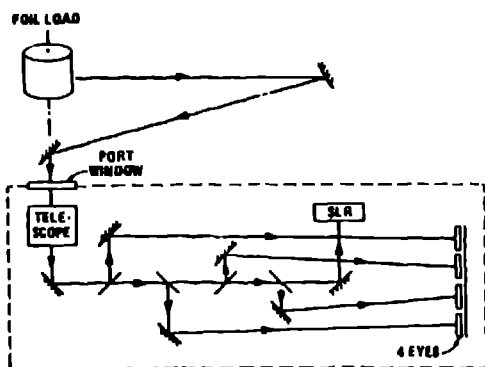 FOIL LOAD
PORT
WINDOW
TELE-
SCOPE
SLR
4 EYES